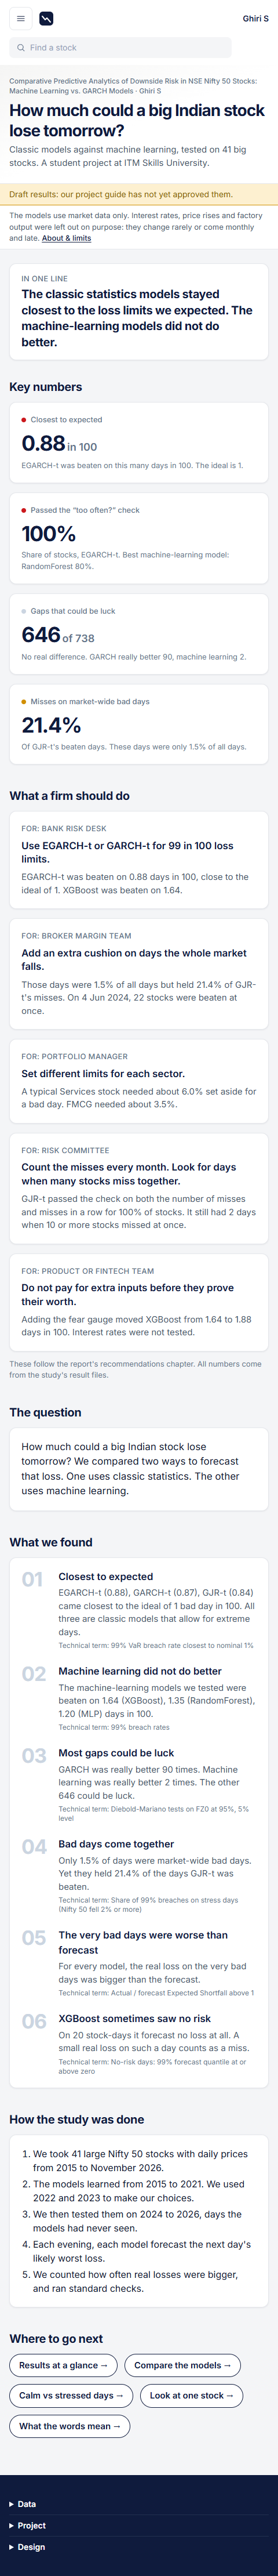 Ghiri S
Find a stock
Comparative Predictive Analytics of Downside Risk in NSE Nifty 50 Stocks:
Machine Learning vs. GARCH Models · Ghiri S
How much could a big Indian stock
lose tomorrow?
Classic models against machine learning, tested on 41 big
stocks. A student project at ITM Skills University.
Draft results: our project guide has not yet approved them.
The models use market data only. Interest rates, price rises and factory
output were left out on purpose: they change rarely or come monthly
and late. About & limits
IN ONE LINE
The classic statistics models stayed
closest to the loss limits we expected. The
machine-learning models did not do
better.
Key numbers
Closest to expected
0.88 in 100
EGARCH-t was beaten on this many days in 100. The ideal is 1.
Passed the "too often?" check
100%
Share of stocks, EGARCH-t. Best machine-learning model:
RandomForest 80%.
Gaps that could be luck
646 of 738
No real difference. GARCH really better 90, machine learning 2.
Misses on market-wide bad days
21.4%
Of GJR-t's beaten days. These days were only 1.5% of all days.
What a firm should do
FOR: BANK RISK DESK
Use EGARCH-t or GARCH-t for 99 in 100 loss
limits.
EGARCH-t was beaten on 0.88 days in 100, close to the
ideal of 1. XGBoost was beaten on 1.64.
FOR: BROKER MARGIN TEAM
Add an extra cushion on days the whole market
falls.
Those days were 1.5% of all days but held 21.4% of GJR-
t's misses. On 4 Jun 2024, 22 stocks were beaten at
once.
FOR: PORTFOLIO MANAGER
Set different limits for each sector.
A typical Services stock needed about 6.0% set aside for
a bad day. FMCG needed about 3.5%.
FOR: RISK COMMITTEE
Count the misses every month. Look for days
when many stocks miss together.
GJR-t passed the check on both the number of misses
and misses in a row for 100% of stocks. It still had 2 days
when 10 or more stocks missed at once.
FOR: PRODUCT OR FINTECH TEAM
Do not pay for extra inputs before they prove
their worth.
Adding the fear gauge moved XGBoost from 1.64 to 1.88
days in 100. Interest rates were not tested.
These follow the report's recommendations chapter. All numbers come
from the study's result files.
The question
How much could a big Indian stock lose
tomorrow? We compared two ways to forecast
that loss. One uses classic statistics. The other
uses machine learning.
What we found
01
Closest to expected
EGARCH-t (0.88), GARCH-t (0.87), GJR-t (0.84)
came closest to the ideal of 1 bad day in 100. All
three are classic models that allow for extreme
days.
Technical term: 99% VaR breach rate closest to nominal 1%
02
Machine learning did not do better
The machine-learning models we tested were
beaten on 1.64 (XGBoost), 1.35 (RandomForest),
1.20 (MLP) days in 100.
Technical term: 99% breach rates
03
Most gaps could be luck
GARCH was really better 90 times. Machine
learning was really better 2 times. The other
646 could be luck.
Technical term: Diebold-Mariano tests on FZ0 at 95%, 5%
level
04
Bad days come together
Only 1.5% of days were market-wide bad days.
Yet they held 21.4% of the days GJR-t was
beaten.
Technical term: Share of 99% breaches on stress days
(Nifty 50 fell 2% or more)
05
The very bad days were worse than
forecast
For every model, the real loss on the very bad
days was bigger than the forecast.
Technical term: Actual / forecast Expected Shortfall above 1
06
XGBoost sometimes saw no risk
On 20 stock-days it forecast no loss at all. A
small real loss on such a day counts as a miss.
Technical term: No-risk days: 99% forecast quantile at or
above zero
How the study was done
1. We took 41 large Nifty 50 stocks with daily prices
from 2015 to November 2026.
2. The models learned from 2015 to 2021. We used
2022 and 2023 to make our choices.
3. We then tested them on 2024 to 2026, days the
models had never seen.
4. Each evening, each model forecast the next day's
likely worst loss.
5. We counted how often real losses were bigger,
and ran standard checks.
Where to go next
Results at a glance →
Compare the models →
Calm vs stressed days →
Look at one stock →
What the words mean →
Data
Project
Design